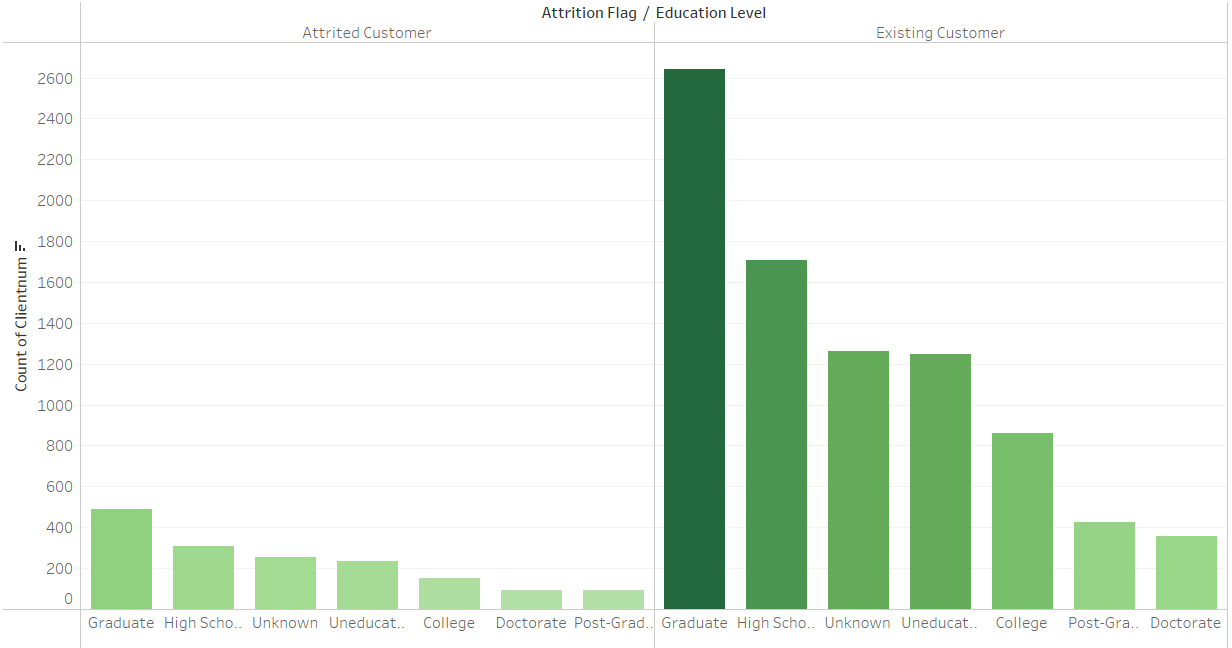 Attrition Flag / Education Level
Attrited Customer
Existing Customer
Count of Clientnum
2600
2400
2200
2000
1800
1600
1400
1200
1000
800
600
400
200
0
Graduate High Scho.. Unknown Uneducat.. College Doctorate Post-Grad.. Graduate High Scho.. Unknown Uneducat.. College Post-Gra.. Doctorate